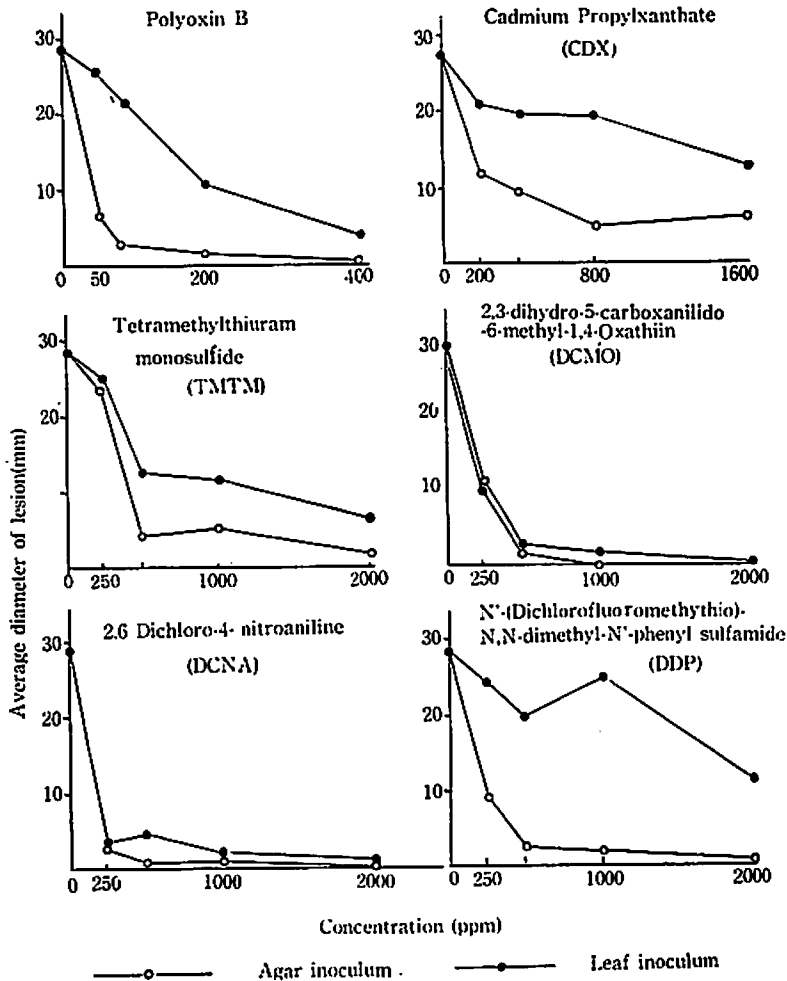 Polyoxin B
30
20
10
0 50 200 400
Cadmium Propylxanthate
(CDX)
30
20
10
0 200 800 1600
Tetramethylthiuram
monosulfide
(TMTM)
30
20
0 250 1000 2000
2,3-dihydro-5-carboxanilido
-6-methyl-1,4-Oxathiin
(DCMO)
30
20
10
0 250 1000 2000
2.6 Dichloro-4- nitroaniline
(DCNA)
30
20
10
0 250 1000 2000
N'-(Dichlorofluoromethythio)-
N,N-dimethyl-N'-phenyl sulfamide
(DDP)
30
20
10
0 250 1000 2000
Average diameter of lesion(mm)
Concentration (ppm)
Agar inoculum .
Leaf inoculum